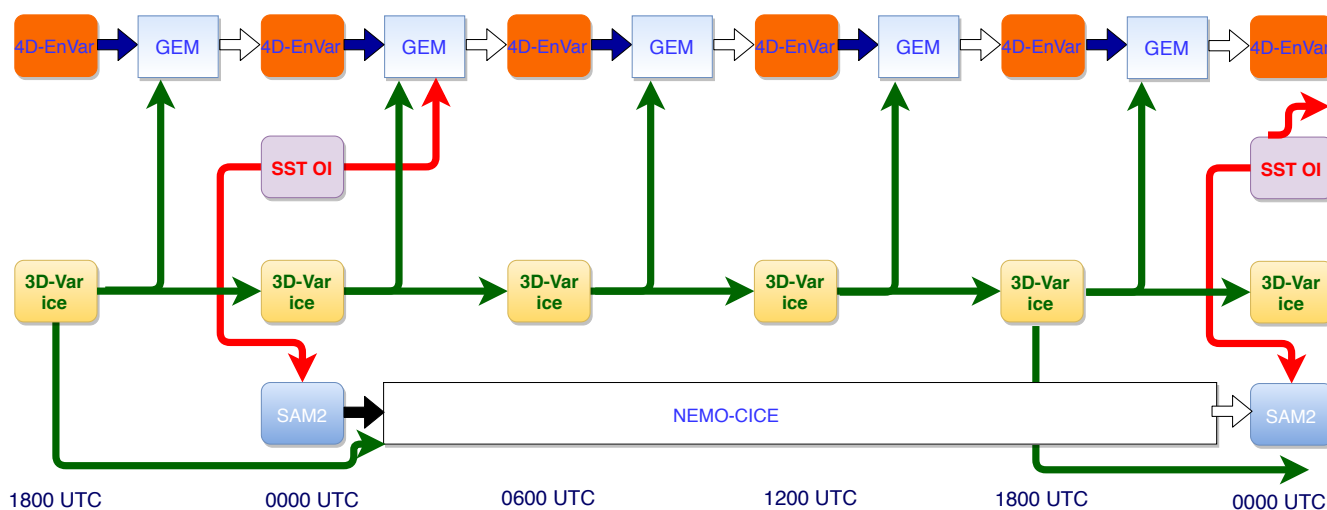 4D-EnVar GEM 4D-EnVar GEM 4D-EnVar GEM 4D-EnVar GEM 4D-EnVar GEM 4D-EnVar
SST OI SST OI
3D-Var 3D-Var 3D-Var 3D-Var 3D-Var 3D-Var
ice ice ice ice ice ice
SAM2 NEMO-CICE SAM2
1800 UTC 0000 UTC 0600 UTC 1200 UTC 1800 UTC 0000 UTC